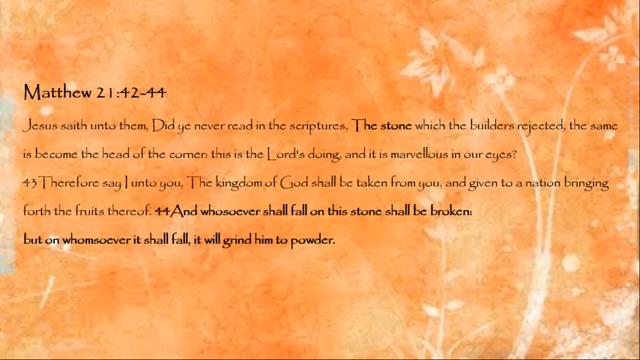 Matthew 21:42-44
Jesus saith unto them, Did ye never read in the scriptures, The stone which the builders rejected, the same
is become the head of the corner: this is the Lord's doing, and it is marvellous in our eyes?
43Therefore say I unto you, The kingdom of God shall be taken from you, and given to a nation bringing
forth the fruits thereof. 44And whosoever shall fall on this stone shall be broken:
but on whomsoever it shall fall, it will grind him to powder.